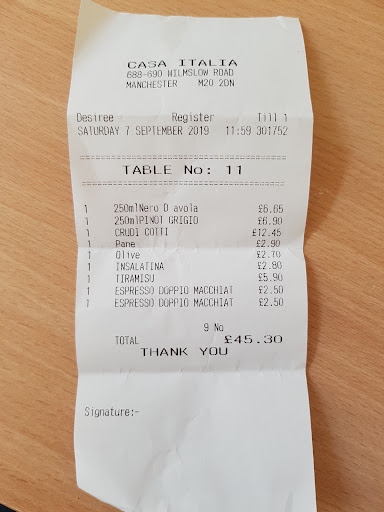 CASA ITALIA
688-690 WILMSLOW ROAD
MANCHESTER M20 2DN
Desiree Register Till 1
SATURDAY 7 SEPTEMBER 2019 11:59 301752
TABLE No: 11
1 250mlNero D avola £6.65
1 250mlPINOT GRIGIO £6.90
1 CRUDI COTTI £12.45
1 Pane £2.90
1 Olive £2.70
1 INSALATINA £2.80
1 TIRAMISU £5.90
1 ESPRESSO DOPPIO MACCHIAT £2.50
1 ESPRESSO DOPPIO MACCHIAT £2.50
9 No
TOTAL £45.30
THANK YOU
Signature:-